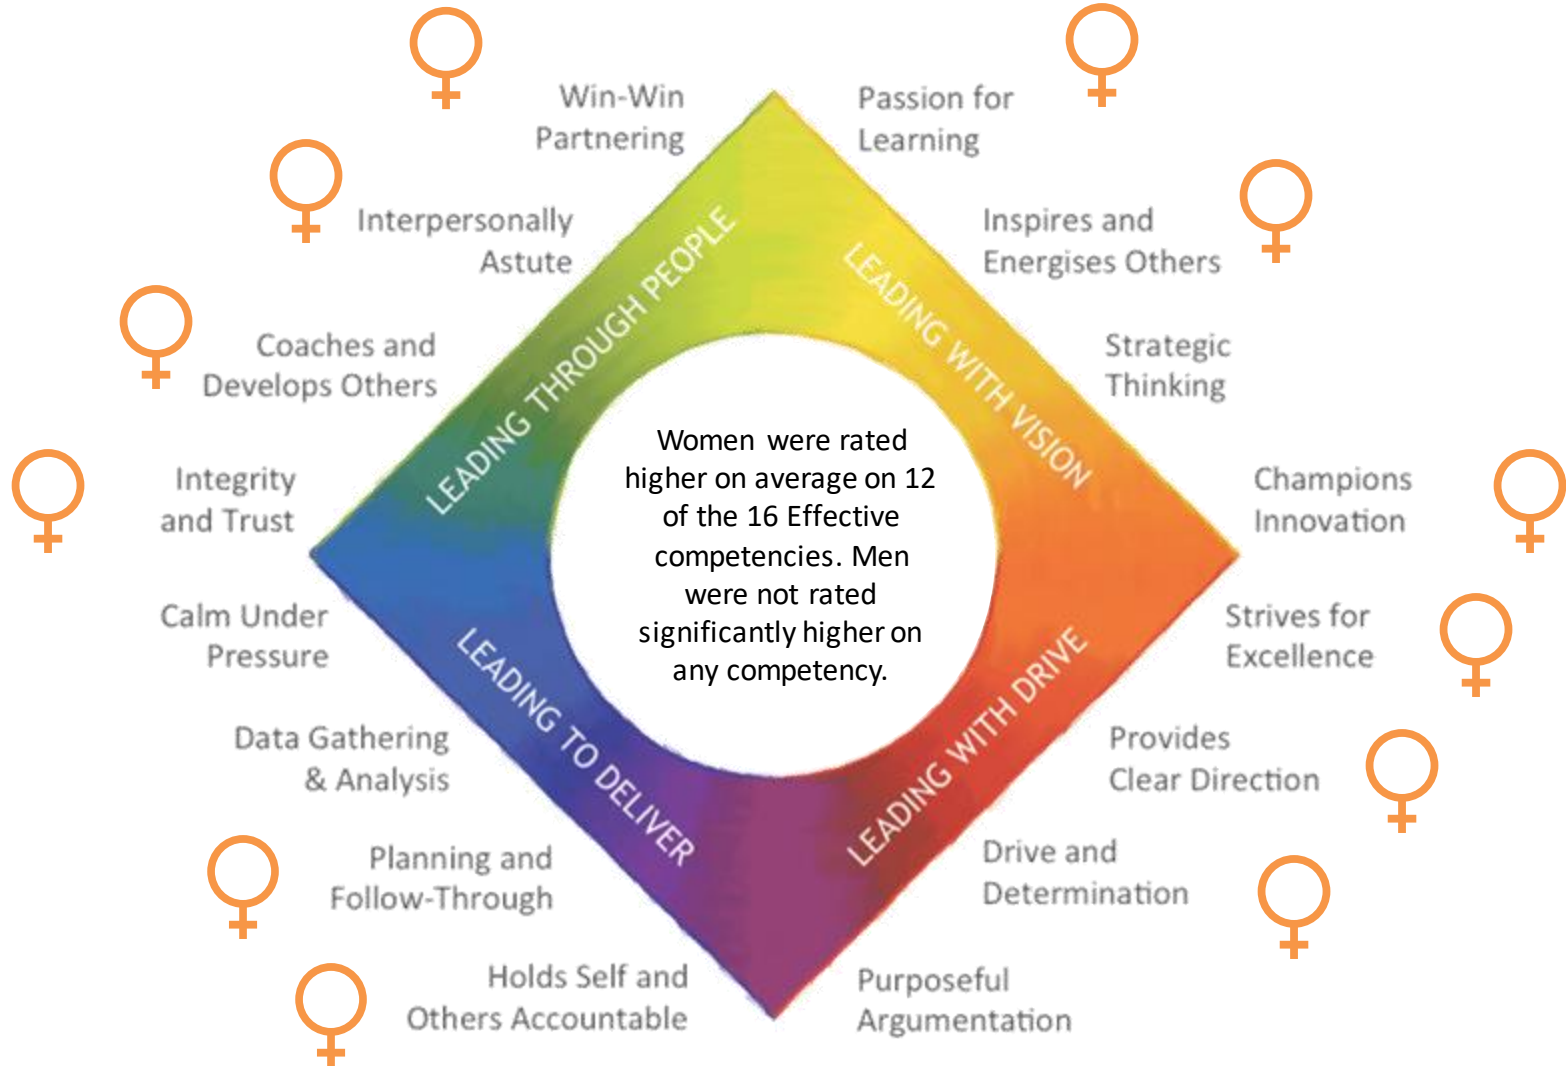 Win-Win
Partnering
Interpersonally
Astute
Coaches and
Develops Others
Integrity
and Trust
LEADING THROUGH PEOPLE
Passion for
Learning
Inspires and
Energises Others
Strategic
Thinking
Champions
Innovation
LEADING WITH VISION
Women were rated
higher on average on 12
of the 16 Effective
competencies. Men
were not rated
significantly higher on
any competency.
Calm Under
Pressure
Data Gathering
& Analysis
Planning and
Follow-Through
Holds Self and
Others Accountable
LEADING TO DELIVER
Strives for
Excellence
Provides
Clear Direction
Drive and
Determination
Purposeful
Argumentation
LEADING WITH DRIVE